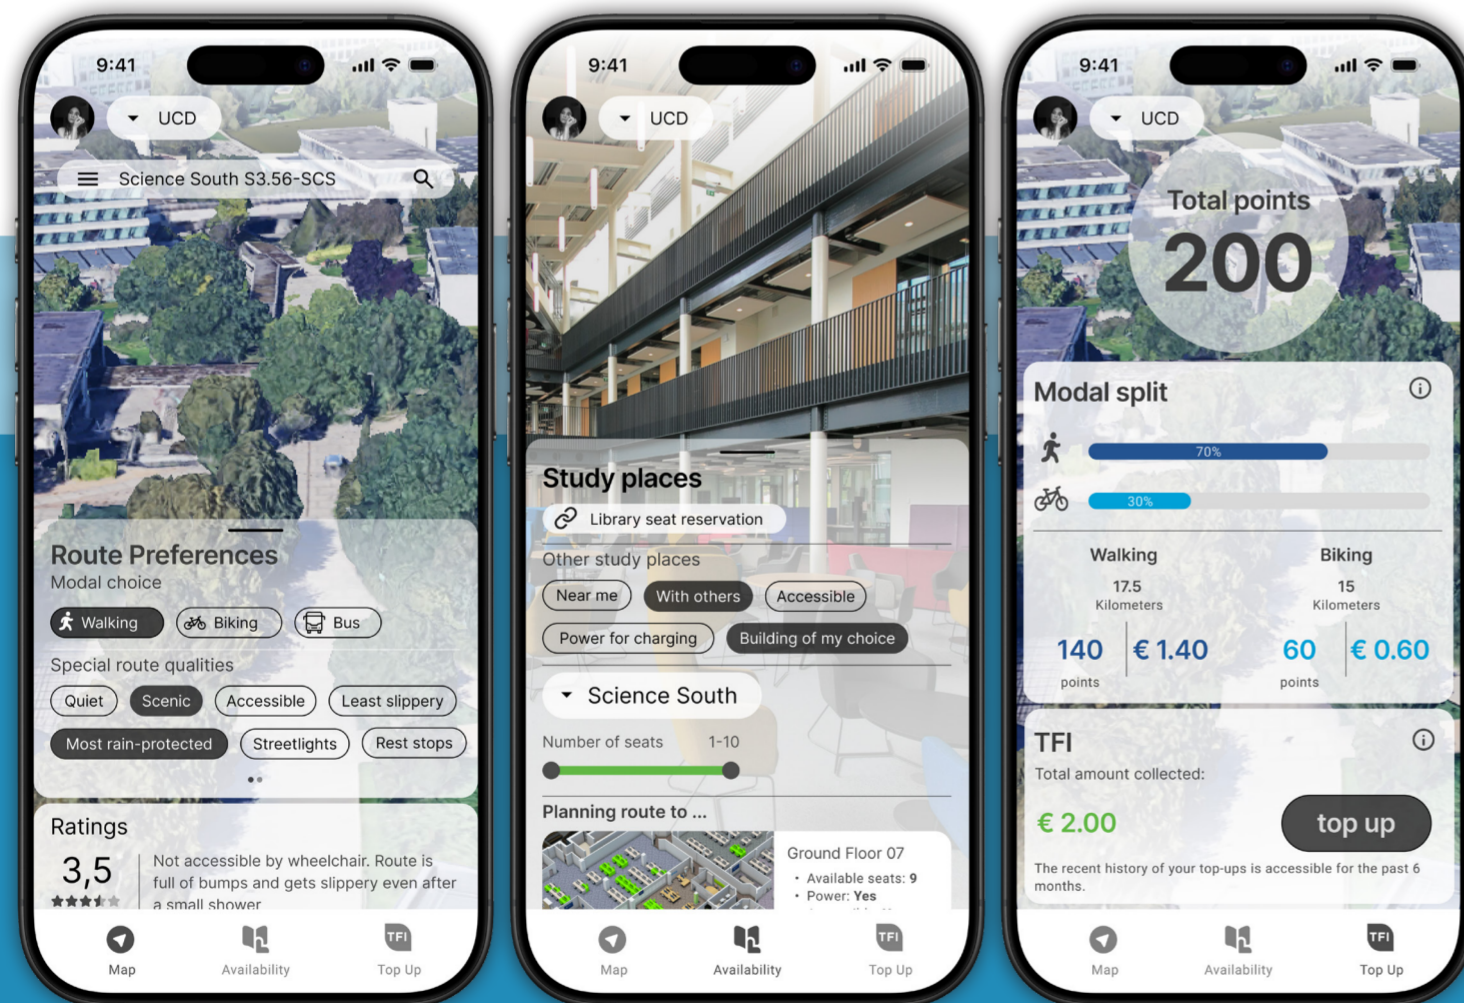 9:41
UCD
Science South S3.56-SCS
Route Preferences
Modal choice
Walking
Biking
Bus
Special route qualities
Quiet
Scenic
Accessible
Least slippery
Most rain-protected
Streetlights
Rest stops
Ratings
3,5
Not accessible by wheelchair. Route is
full of bumps and gets slippery even after
a small shower
Map
Availability
TFI
Top Up
9:41
UCD
Study places
Library seat reservation
Other study places
Near me
With others
Accessible
Power for charging
Building of my choice
Science South
Number of seats 1-10
Planning route to ...
Ground Floor 07
• Available seats: 9
• Power: Yes
Map
Availability
TFI
Top Up
9:41
UCD
Total points
200
Modal split
70%
30%
Walking
17.5
Kilometers
140
points
€ 1.40
Biking
15
Kilometers
60
points
€ 0.60
TFI
Total amount collected:
€ 2.00
top up
The recent history of your top-ups is accessible for the past 6
months.
Map
Availability
TFI
Top Up